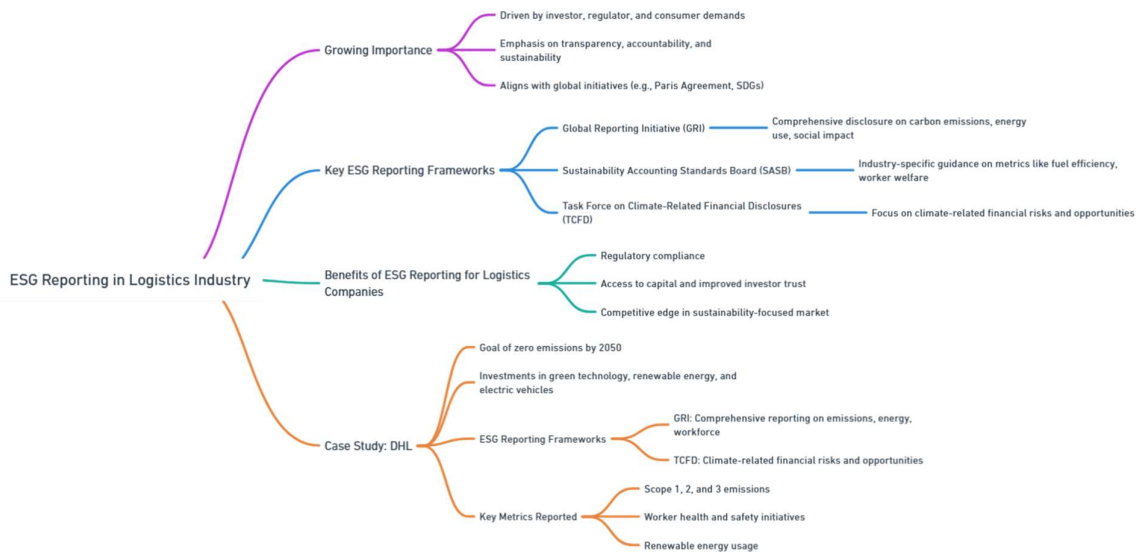 ESG Reporting in Logistics Industry
Growing Importance
Driven by investor, regulator, and consumer demands
Emphasis on transparency, accountability, and
sustainability
Aligns with global initiatives (e.g., Paris Agreement, SDGs)
Key ESG Reporting Frameworks
Global Reporting Initiative (GRI)
Comprehensive disclosure on carbon emissions, energy
use, social impact
Sustainability Accounting Standards Board (SASB)
Industry-specific guidance on metrics like fuel efficiency,
worker welfare
Task Force on Climate-Related Financial Disclosures
(TCFD)
Focus on climate-related financial risks and opportunities
Benefits of ESG Reporting for Logistics
Companies
Regulatory compliance
Access to capital and improved investor trust
Competitive edge in sustainability-focused market
Case Study: DHL
Goal of zero emissions by 2050
Investments in green technology, renewable energy, and
electric vehicles
ESG Reporting Frameworks
GRI: Comprehensive reporting on emissions, energy,
workforce
TCFD: Climate-related financial risks and opportunities
Key Metrics Reported
Scope 1, 2, and 3 emissions
Worker health and safety initiatives
Renewable energy usage